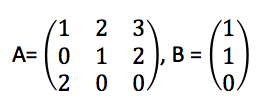 A= (1 2 3
0 1 2
2 0 0), B = (1
1
0)